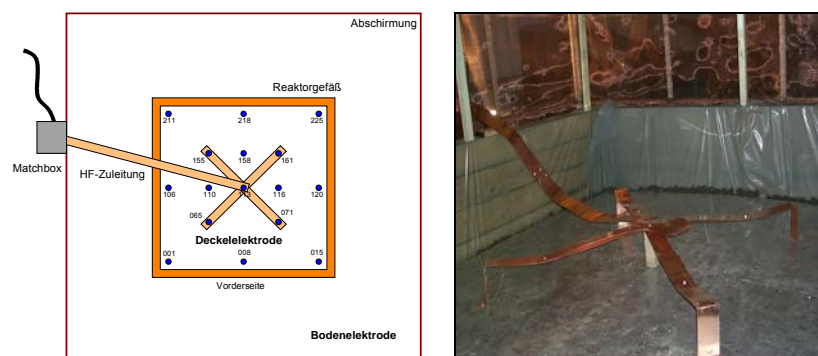 Abschirmung
Reaktorgefäß
211 218 225
Matchbox
HF-Zuleitung
155 158 161
106 110 113 116 120
065 071
Deckelelektrode
001 008 015
Vorderseite
Bodenelektrode